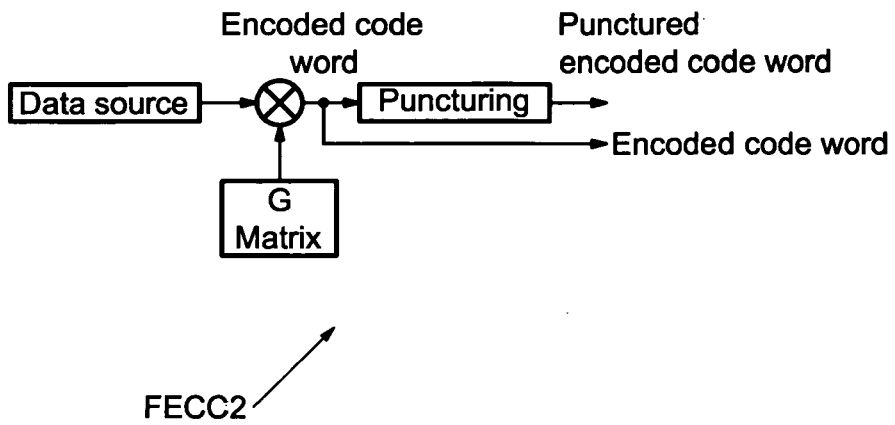 Encoded code
word
Punctured
encoded code word
Data source
Puncturing
Encoded code word
G
Matrix
FECC2